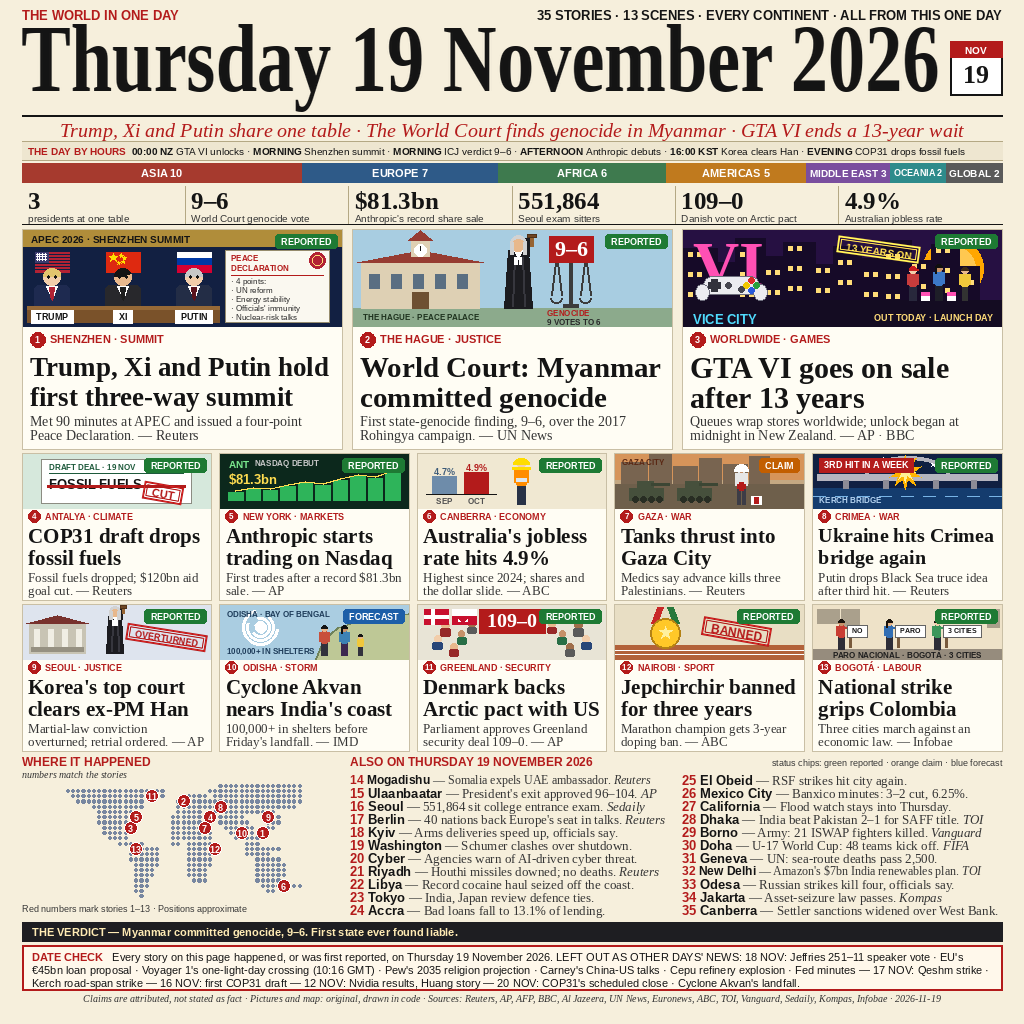 THE WORLD IN ONE DAY
35 STORIES · 13 SCENES · EVERY CONTINENT · ALL FROM THIS ONE DAY
Thursday 19 November 2026
NOV
19
Trump, Xi and Putin share one table · The World Court finds genocide in Myanmar · GTA VI ends a 13-year wait
THE DAY BY HOURS 00:00 NZ GTA VI unlocks · MORNING Shenzhen summit · MORNING ICJ verdict 9–6 · AFTERNOON Anthropic debuts · 16:00 KST Korea clears Han · EVENING COP31 drops fossil fuels
ASIA 10
EUROPE 7
AFRICA 6
AMERICAS 5
MIDDLE EAST 3
OCEANIA 2
GLOBAL 2
3
presidents at one table
9–6
World Court genocide vote
$81.3bn
Anthropic's record share sale
551,864
Seoul exam sitters
109–0
Danish vote on Arctic pact
4.9%
Australian jobless rate
APEC 2026 · SHENZHEN SUMMIT
REPORTED
PEACE
DECLARATION
· 4 points:
· UN reform
· Energy stability
· Officials' immunity
· Nuclear-risk talks
TRUMP
XI
PUTIN
1 SHENZHEN · SUMMIT
Trump, Xi and Putin hold
first three-way summit
Met 90 minutes at APEC and issued a four-point
Peace Declaration. — Reuters
REPORTED
9–6
THE HAGUE · PEACE PALACE
GENOCIDE
9 VOTES TO 6
2 THE HAGUE · JUSTICE
World Court: Myanmar
committed genocide
First state-genocide finding, 9–6, over the 2017
Rohingya campaign. — UN News
VI
13 YEARS ON
REPORTED
VICE CITY
OUT TODAY · LAUNCH DAY
3 WORLDWIDE · GAMES
GTA VI goes on sale
after 13 years
Queues wrap stores worldwide; unlock began at
midnight in New Zealand. — AP · BBC
DRAFT DEAL · 19 NOV
REPORTED
FOSSIL FUELS
CUT
4 ANTALYA · CLIMATE
COP31 draft drops
fossil fuels
Fossil fuels dropped; $120bn aid
goal cut. — Reuters
ANT NASDAQ DEBUT
REPORTED
$81.3bn
5 NEW YORK · MARKETS
Anthropic starts
trading on Nasdaq
First trades after a record $81.3bn
sale. — AP
4.7%
4.9%
SEP
OCT
REPORTED
6 CANBERRA · ECONOMY
Australia's jobless
rate hits 4.9%
Highest since 2024; shares and
the dollar slide. — ABC
GAZA CITY
CLAIM
7 GAZA · WAR
Tanks thrust into
Gaza City
Medics say advance kills three
Palestinians. — Reuters
3RD HIT IN A WEEK
REPORTED
KERCH BRIDGE
8 CRIMEA · WAR
Ukraine hits Crimea
bridge again
Putin drops Black Sea truce idea
after third hit. — Reuters
REPORTED
OVERTURNED
9 SEOUL · JUSTICE
Korea's top court
clears ex-PM Han
Martial-law conviction
overturned; retrial ordered. — AP
ODISHA · BAY OF BENGAL
FORECAST
100,000+ IN SHELTERS
10 ODISHA · STORM
Cyclone Akvan
nears India's coast
100,000+ in shelters before
Friday's landfall. — IMD
109–0
REPORTED
11 GREENLAND · SECURITY
Denmark backs
Arctic pact with US
Parliament approves Greenland
security deal 109–0. — AP
REPORTED
BANNED
12 NAIROBI · SPORT
Jepchirchir banned
for three years
Marathon champion gets 3-year
doping ban. — ABC
REPORTED
NO
PARO
3 CITIES
PARO NACIONAL · BOGOTÁ · 3 CITIES
13 BOGOTÁ · LABOUR
National strike
grips Colombia
Three cities march against an
economic law. — Infobae
WHERE IT HAPPENED
numbers match the stories
11
2
8
5
4
9
3
7
10
1
13
12
6
Red numbers mark stories 1–13 · Positions approximate
ALSO ON THURSDAY 19 NOVEMBER 2026
status chips: green reported · orange claim · blue forecast
14 Mogadishu — Somalia expels UAE ambassador. Reuters
15 Ulaanbaatar — President's exit approved 96–104. AP
16 Seoul — 551,864 sit college entrance exam. Sedaily
17 Berlin — 40 nations back Europe's seat in talks. Reuters
18 Kyiv — Arms deliveries speed up, officials say.
19 Washington — Schumer clashes over shutdown.
20 Cyber — Agencies warn of AI-driven cyber threat.
21 Riyadh — Houthi missiles downed; no deaths. Reuters
22 Libya — Record cocaine haul seized off the coast.
23 Tokyo — India, Japan review defence ties.
24 Accra — Bad loans fall to 13.1% of lending.
25 El Obeid — RSF strikes hit city again.
26 Mexico City — Banxico minutes: 3–2 cut, 6.25%.
27 California — Flood watch stays into Thursday.
28 Dhaka — India beat Pakistan 2–1 for SAFF title. TOI
29 Borno — Army: 21 ISWAP fighters killed. Vanguard
30 Doha — U-17 World Cup: 48 teams kick off. FIFA
31 Geneva — UN: sea-route deaths pass 2,500.
32 New Delhi — Amazon's $7bn India renewables plan. TOI
33 Odesa — Russian strikes kill four, officials say.
34 Jakarta — Asset-seizure law passes. Kompas
35 Canberra — Settler sanctions widened over West Bank.
THE VERDICT — Myanmar committed genocide, 9–6. First state ever found liable.
DATE CHECK Every story on this page happened, or was first reported, on Thursday 19 November 2026. LEFT OUT AS OTHER DAYS' NEWS: 18 NOV: Jeffries 251–11 speaker vote · EU's
€45bn loan proposal · Voyager 1's one-light-day crossing (10:16 GMT) · Pew's 2035 religion projection · Carney's China-US talks · Cepu refinery explosion · Fed minutes — 17 NOV: Qeshm strike ·
Kerch road-span strike — 16 NOV: first COP31 draft — 12 NOV: Nvidia results, Huang story — 20 NOV: COP31's scheduled close · Cyclone Akvan's landfall.
Claims are attributed, not stated as fact · Pictures and map: original, drawn in code · Sources: Reuters, AP, AFP, BBC, Al Jazeera, UN News, Euronews, ABC, TOI, Vanguard, Sedaily, Kompas, Infobae · 2026-11-19